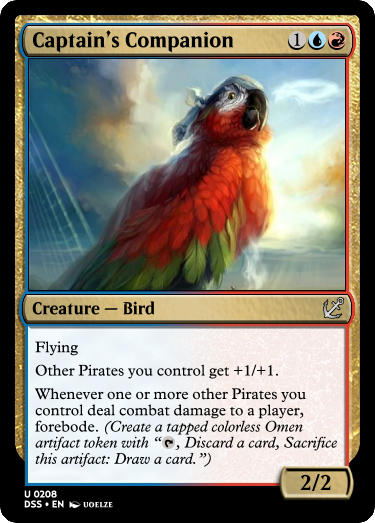 Captain's Companion 1
Creature — Bird
Flying
Other Pirates you control get +1/+1.
Whenever one or more other Pirates you
control deal combat damage to a player,
forebode. (Create a tapped colorless Omen
artifact token with “, Discard a card, Sacrifice
this artifact: Draw a card.”)
2/2
U 0208
DSS • EN UOELZE